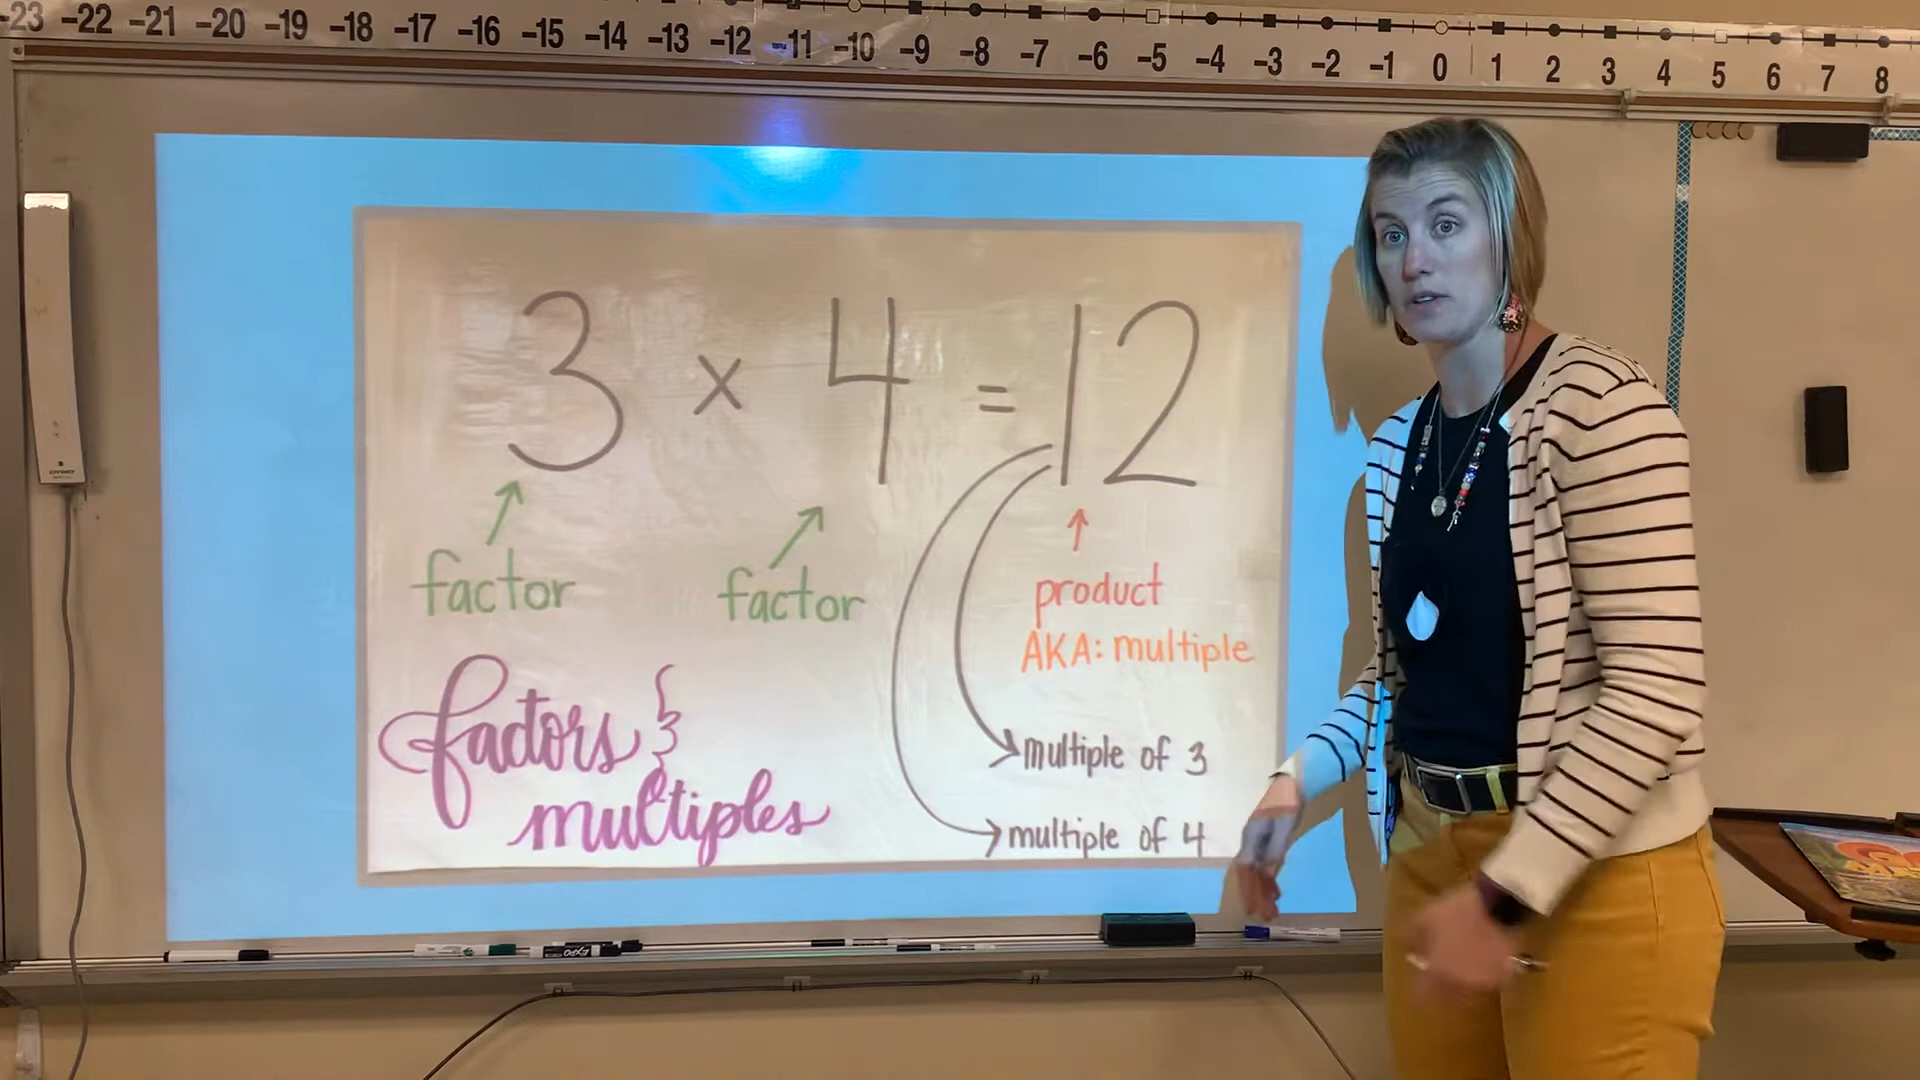 -23 -22 -21 -20 -19 -18 -17 -16 -15 -14 -13 -12 -11 -10 -9 -8 -7 -6 -5 -4 -3 -2 -1 0 1 2 3 4 5 6 7 8
3 x 4 = 12
factor factor product
AKA: multiple
factors &
multiples
multiple of 3
multiple of 4
EXPO